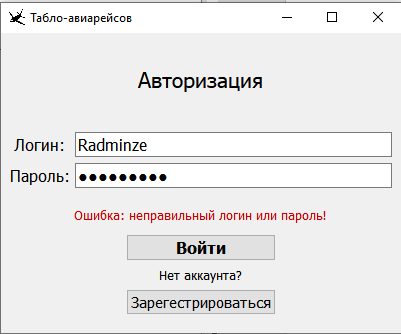 Табло-авиарейсов
Авторизация
Логин: Radminze
Пароль: ●●●●●●●●●
Ошибка: неправильный логин или пароль!
Войти
Нет аккаунта?
Зарегестрироваться